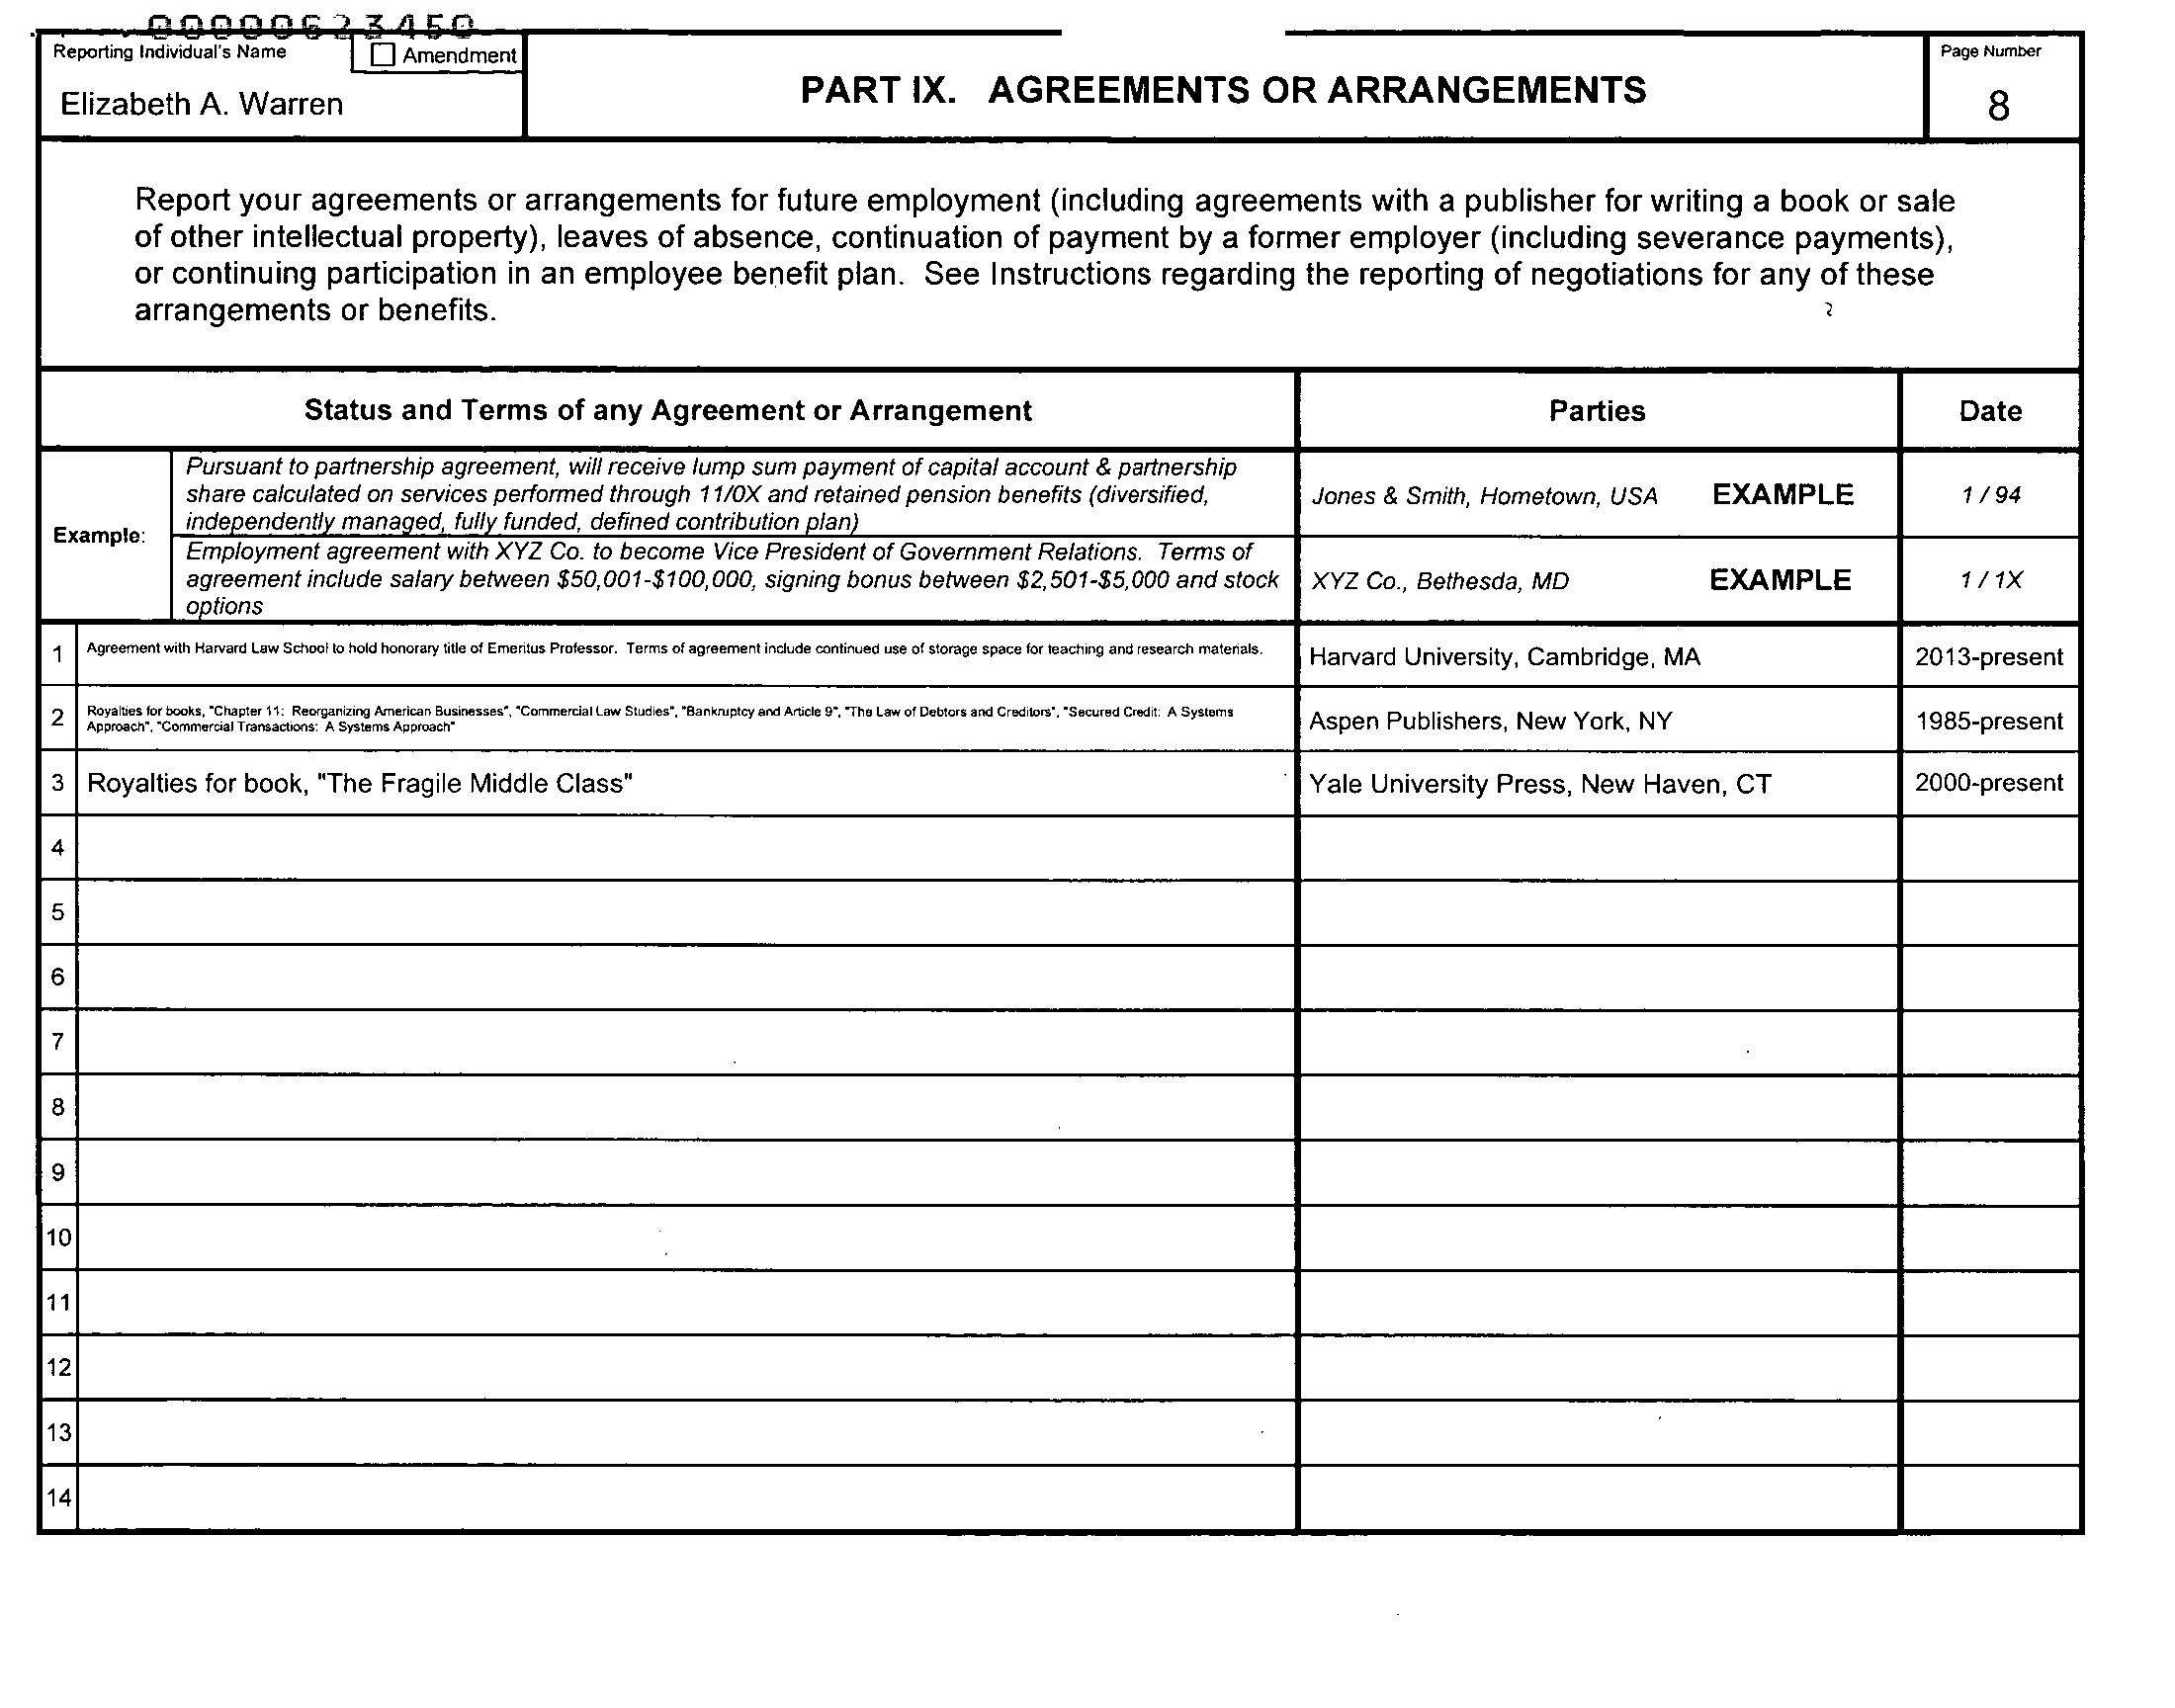 00000623450
Reporting Individual's Name
Amendment
Elizabeth A. Warren
PART IX. AGREEMENTS OR ARRANGEMENTS
Page Number
8
Report your agreements or arrangements for future employment (including agreements with a publisher for writing a book or sale
of other intellectual property), leaves of absence, continuation of payment by a former employer (including severance payments),
or continuing participation in an employee benefit plan. See Instructions regarding the reporting of negotiations for any of these
arrangements or benefits.
Status and Terms of any Agreement or Arrangement
Parties
Date
Example:
Pursuant to partnership agreement, will receive lump sum payment of capital account & partnership
share calculated on services performed through 11/0X and retained pension benefits (diversified,
independently managed, fully funded, defined contribution plan)
Jones & Smith, Hometown, USA EXAMPLE
1 / 94
Employment agreement with XYZ Co. to become Vice President of Government Relations. Terms of
agreement include salary between $50,001-$100,000, signing bonus between $2,501-$5,000 and stock
options
XYZ Co., Bethesda, MD EXAMPLE
1 / 1X
1
Agreement with Harvard Law School to hold honorary title of Emeritus Professor. Terms of agreement include continued use of storage space for teaching and research materials.
Harvard University, Cambridge, MA
2013-present
2
Royalties for books, "Chapter 11: Reorganizing American Businesses", "Commercial Law Studies", "Bankruptcy and Article 9", "The Law of Debtors and Creditors", "Secured Credit: A Systems
Approach", "Commercial Transactions: A Systems Approach"
Aspen Publishers, New York, NY
1985-present
3
Royalties for book, "The Fragile Middle Class"
Yale University Press, New Haven, CT
2000-present
4
5
6
7
8
9
10
11
12
13
14